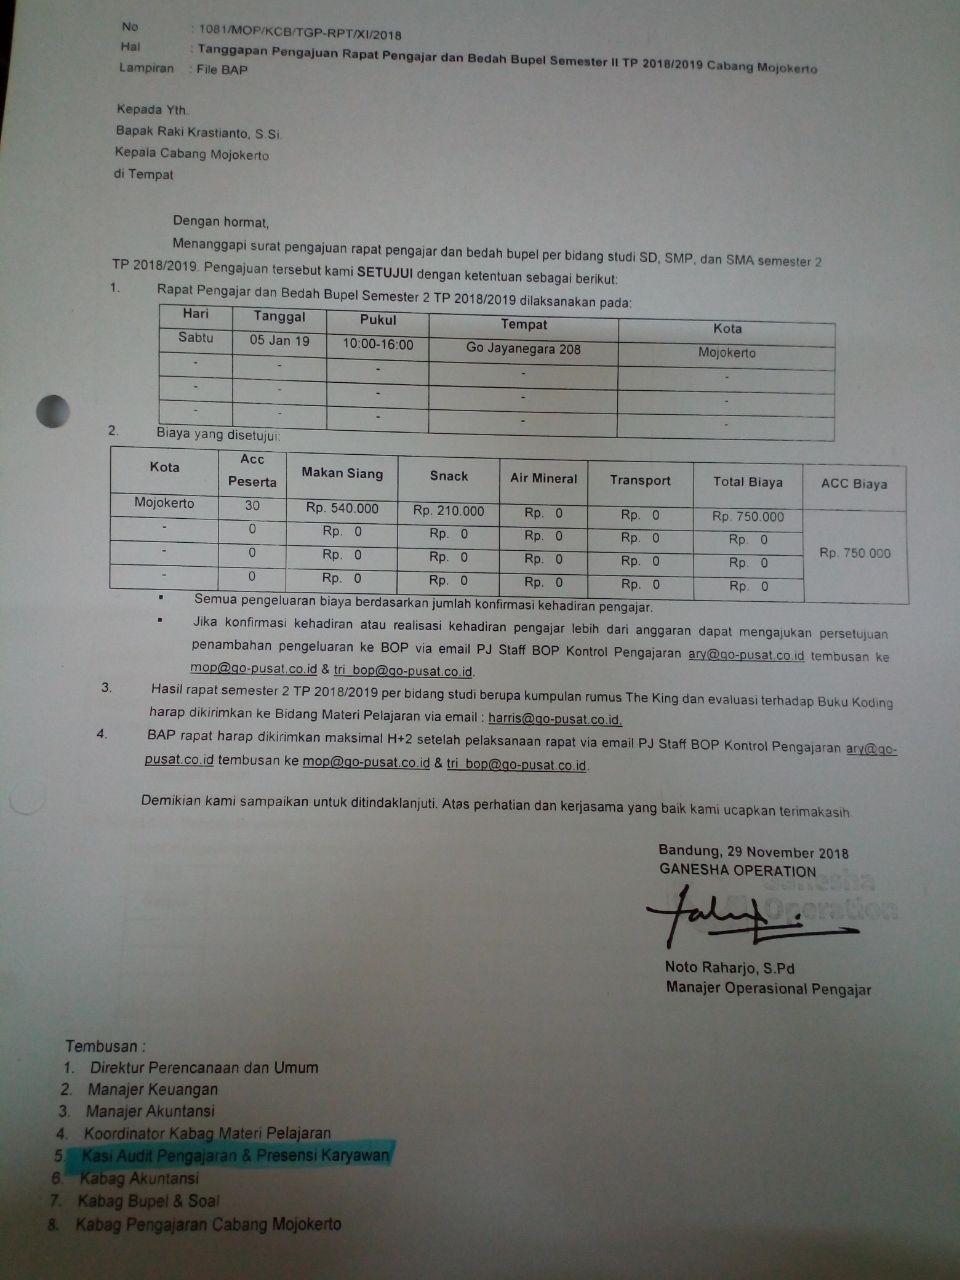 No : 1081/MOP/KCB/TGP-RPT/XI/2018
Hal : Tanggapan Pengajuan Rapat Pengajar dan Bedah Bupel Semester II TP 2018/2019 Cabang Mojokerto
Lampiran : File BAP
Kepada Yth.
Bapak Raki Krastianto, S.Si.
Kepala Cabang Mojokerto
di Tempat
Dengan hormat,
Menanggapi surat pengajuan rapat pengajar dan bedah bupel per bidang studi SD, SMP, dan SMA semester 2
TP 2018/2019. Pengajuan tersebut kami SETUJUI dengan ketentuan sebagai berikut:
1. Rapat Pengajar dan Bedah Bupel Semester 2 TP 2018/2019 dilaksanakan pada:
Hari Tanggal Pukul Tempat Kota
Sabtu 05 Jan 19 10:00-16:00 Go Jayanegara 208 Mojokerto
- - - - -
- - - - -
- - - - -
2. Biaya yang disetujui:
Kota Acc Peserta Makan Siang Snack Air Mineral Transport Total Biaya ACC Biaya
Mojokerto 30 Rp. 540.000 Rp. 210.000 Rp. 0 Rp. 0 Rp. 750.000 Rp. 750 000
- 0 Rp. 0 Rp. 0 Rp. 0 Rp. 0 Rp. 0
- 0 Rp. 0 Rp. 0 Rp. 0 Rp. 0 Rp. 0
- 0 Rp. 0 Rp. 0 Rp. 0 Rp. 0 Rp. 0
▪ Semua pengeluaran biaya berdasarkan jumlah konfirmasi kehadiran pengajar.
▪ Jika konfirmasi kehadiran atau realisasi kehadiran pengajar lebih dari anggaran dapat mengajukan persetujuan
penambahan pengeluaran ke BOP via email PJ Staff BOP Kontrol Pengajaran ary@go-pusat.co.id tembusan ke
mop@go-pusat.co.id & tri_bop@go-pusat.co.id.
3. Hasil rapat semester 2 TP 2018/2019 per bidang studi berupa kumpulan rumus The King dan evaluasi terhadap Buku Koding
harap dikirimkan ke Bidang Materi Pelajaran via email : harris@go-pusat.co.id.
4. BAP rapat harap dikirimkan maksimal H+2 setelah pelaksanaan rapat via email PJ Staff BOP Kontrol Pengajaran ary@go-
pusat.co.id tembusan ke mop@go-pusat.co.id & tri_bop@go-pusat.co.id.
Demikian kami sampaikan untuk ditindaklanjuti. Atas perhatian dan kerjasama yang baik kami ucapkan terimakasih.
Bandung, 29 November 2018
GANESHA OPERATION
Ganesha
Operation
Noto Raharjo, S.Pd
Manajer Operasional Pengajar
Tembusan :
1. Direktur Perencanaan dan Umum
2. Manajer Keuangan
3. Manajer Akuntansi
4. Koordinator Kabag Materi Pelajaran
5. Kasi Audit Pengajaran & Presensi Karyawan
6. Kabag Akuntansi
7. Kabag Bupel & Soal
8. Kabag Pengajaran Cabang Mojokerto